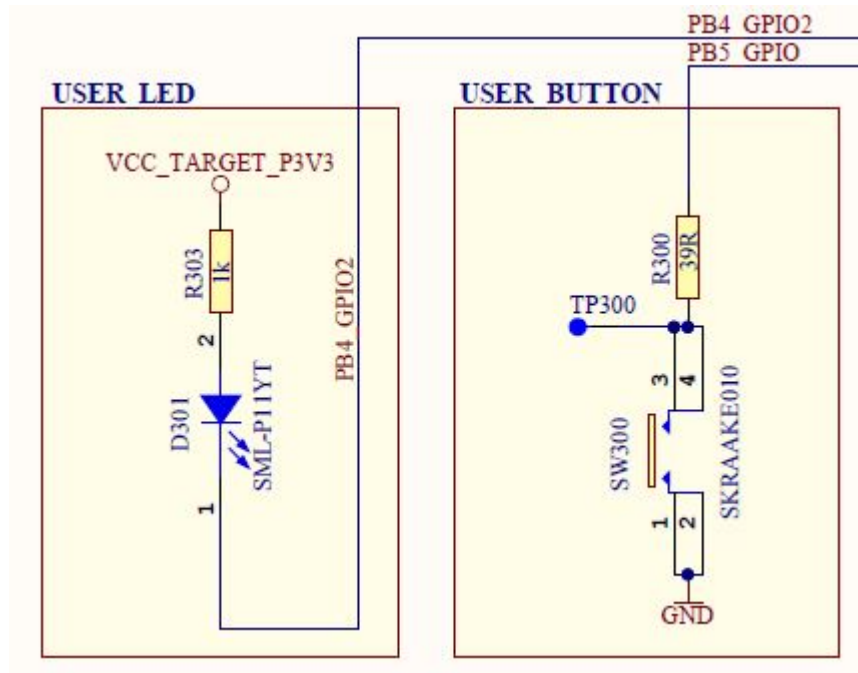 PB4_GPIO2
PB5_GPIO
USER LED
USER BUTTON
VCC_TARGET_P3V3
R303
1k
2
PB4_GPIO2
D301
SML-P11YT
1
R300
39R
TP300
3
4
SW300
SKRAAKE010
1
2
GND